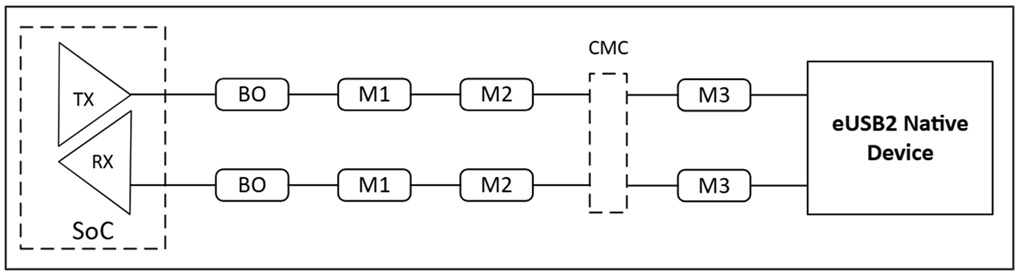 CMC
TX
BO
M1
M2
M3
eUSB2 Native
Device
RX
BO
M1
M2
M3
SoC